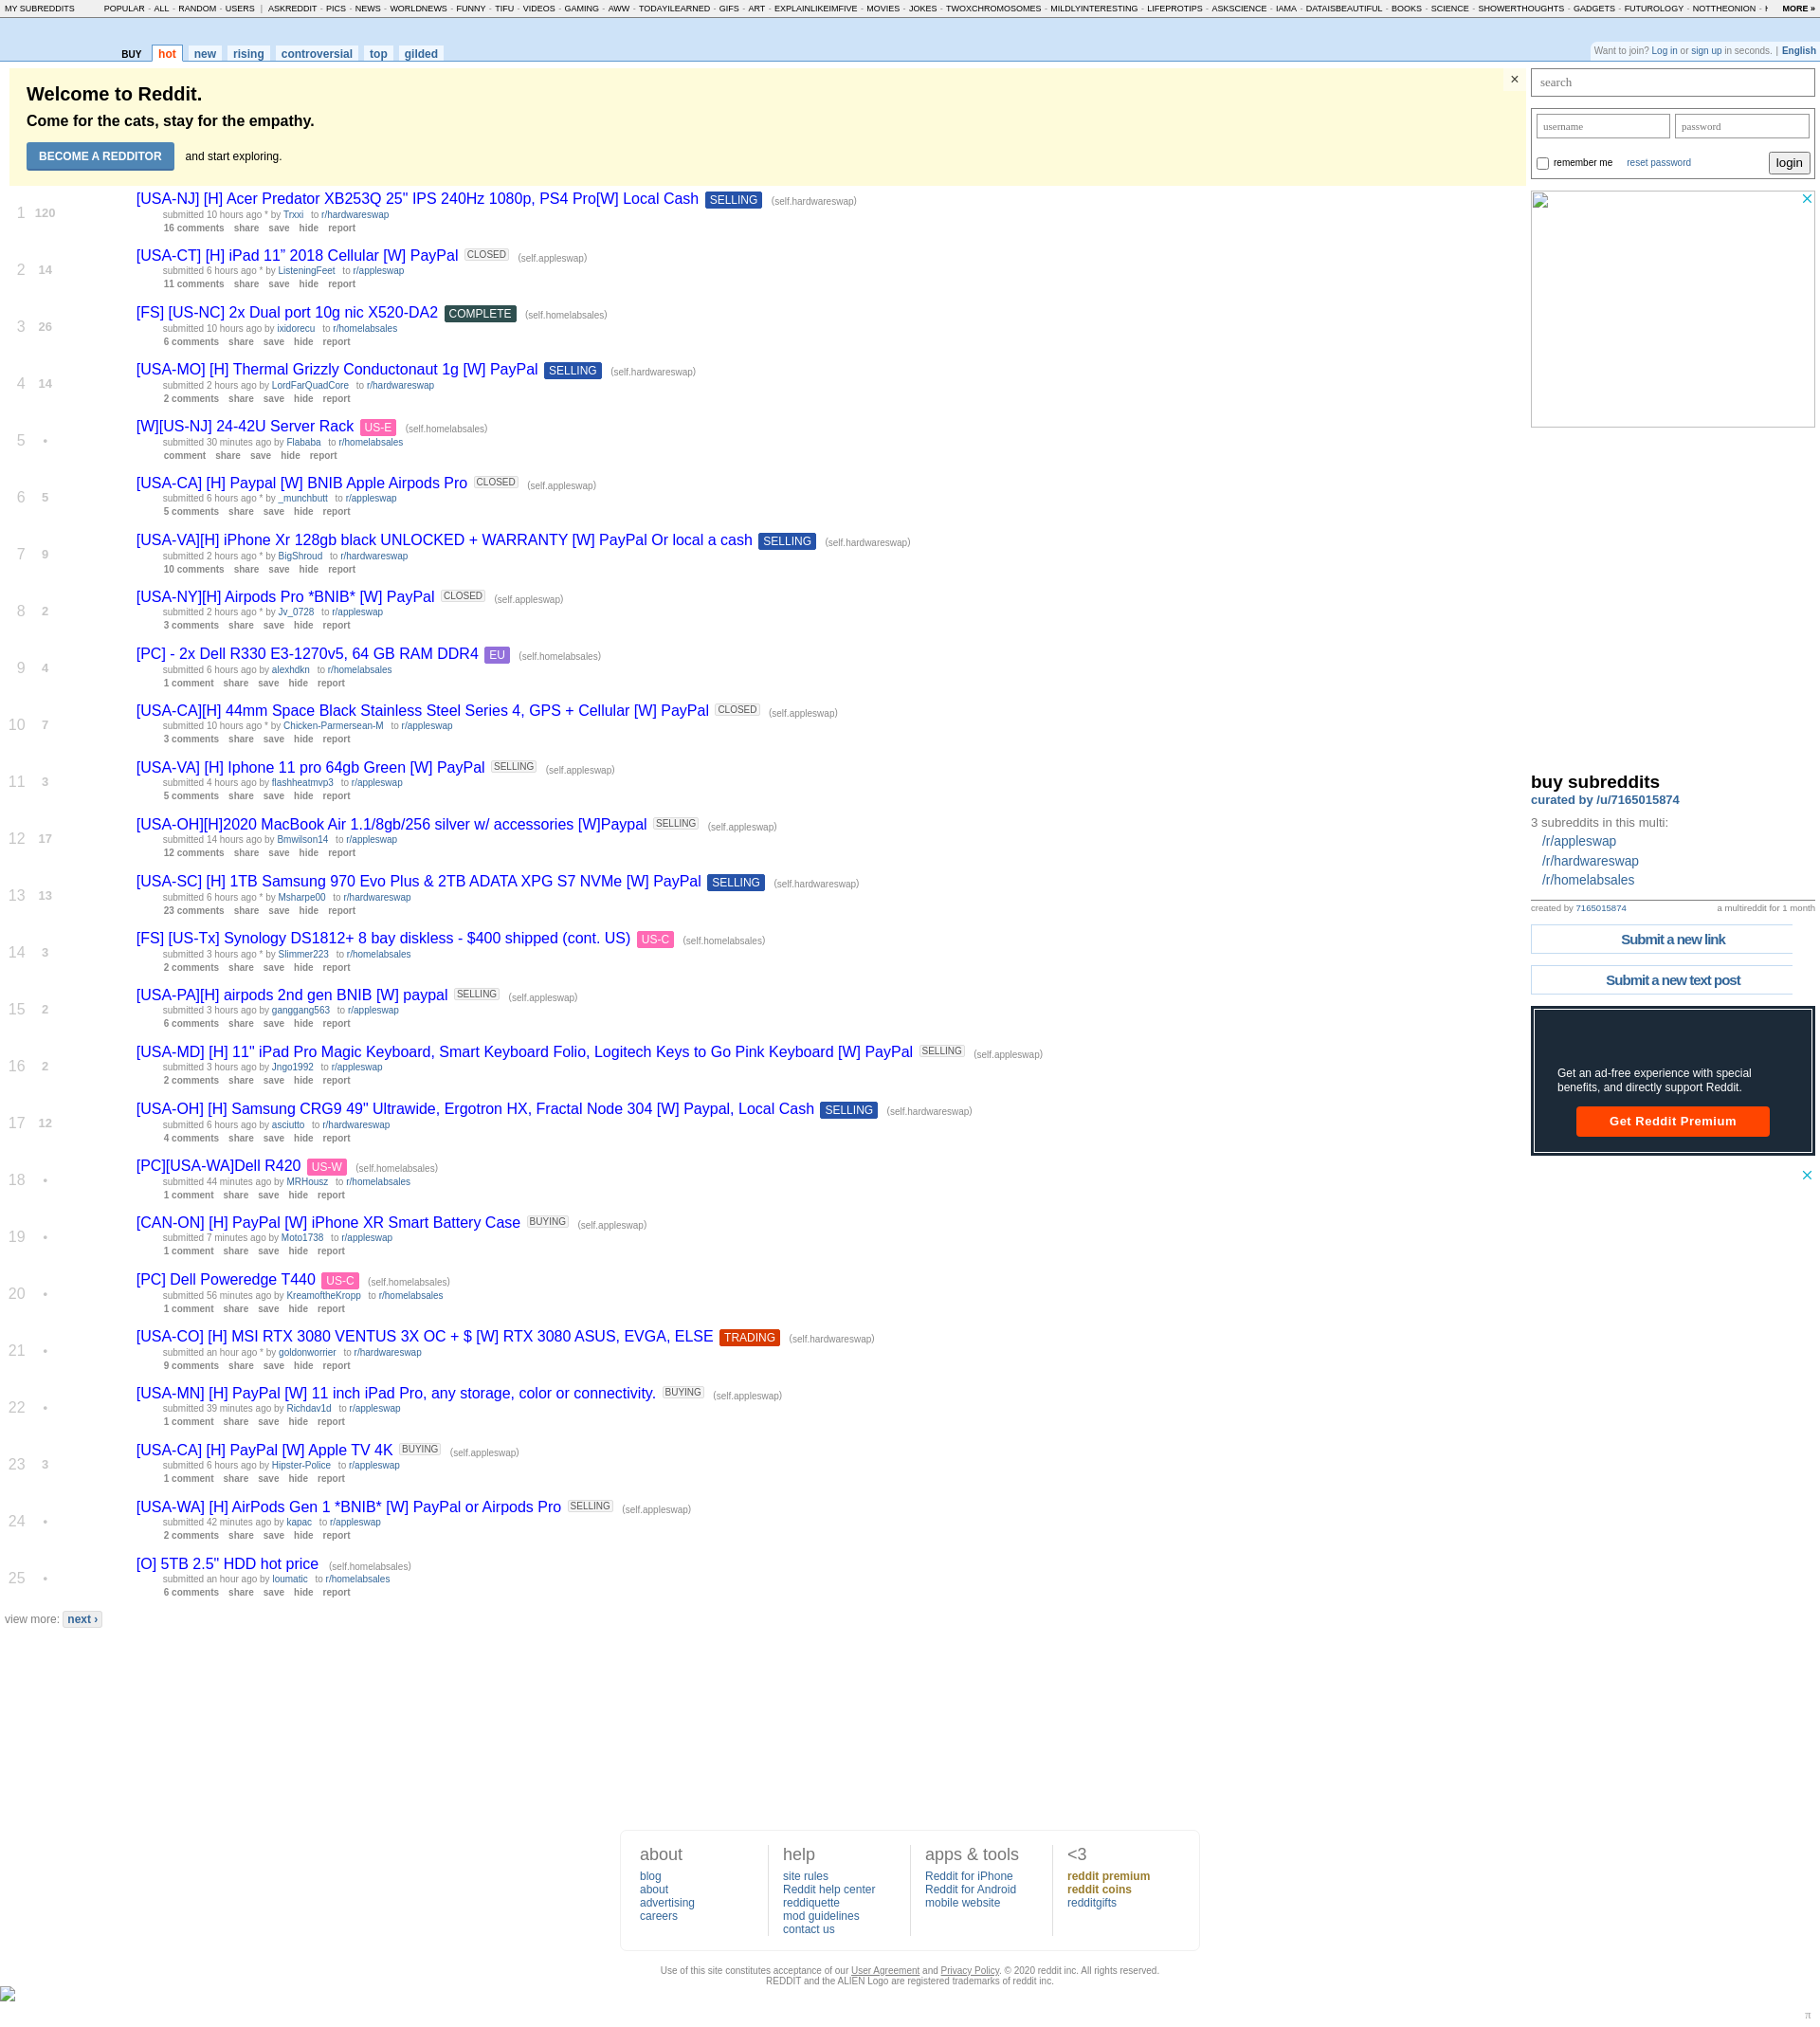 MY SUBREDDITS POPULAR - ALL - RANDOM - USERS | ASKREDDIT - PICS - NEWS - WORLDNEWS - FUNNY - TIFU - VIDEOS - GAMING - AWW - TODAYILEARNED - GIFS - ART - EXPLAINLIKEIMFIVE - MOVIES - JOKES - TWOXCHROMOSOMES - MILDLYINTERESTING - LIFEPROTIPS - ASKSCIENCE - IAMA - DATAISBEAUTIFUL - BOOKS - SCIENCE - SHOWERTHOUGHTS - GADGETS - FUTUROLOGY - NOTTHEONION - MORE »
BUY hot new rising controversial top gilded
Want to join? Log in or sign up in seconds. | English
Welcome to Reddit.
Come for the cats, stay for the empathy.
BECOME A REDDITOR and start exploring.
×
1 120 [USA-NJ] [H] Acer Predator XB253Q 25" IPS 240Hz 1080p, PS4 Pro[W] Local Cash SELLING (self.hardwareswap)
submitted 10 hours ago * by Trxxi to r/hardwareswap
16 comments share save hide report
2 14 [USA-CT] [H] iPad 11” 2018 Cellular [W] PayPal CLOSED (self.appleswap)
submitted 6 hours ago * by ListeningFeet to r/appleswap
11 comments share save hide report
3 26 [FS] [US-NC] 2x Dual port 10g nic X520-DA2 COMPLETE (self.homelabsales)
submitted 10 hours ago by ixidorecu to r/homelabsales
6 comments share save hide report
4 14 [USA-MO] [H] Thermal Grizzly Conductonaut 1g [W] PayPal SELLING (self.hardwareswap)
submitted 2 hours ago by LordFarQuadCore to r/hardwareswap
2 comments share save hide report
5 • [W][US-NJ] 24-42U Server Rack US-E (self.homelabsales)
submitted 30 minutes ago by Flababa to r/homelabsales
comment share save hide report
6 5 [USA-CA] [H] Paypal [W] BNIB Apple Airpods Pro CLOSED (self.appleswap)
submitted 6 hours ago * by _munchbutt to r/appleswap
5 comments share save hide report
7 9 [USA-VA][H] iPhone Xr 128gb black UNLOCKED + WARRANTY [W] PayPal Or local a cash SELLING (self.hardwareswap)
submitted 2 hours ago * by BigShroud to r/hardwareswap
10 comments share save hide report
8 2 [USA-NY][H] Airpods Pro *BNIB* [W] PayPal CLOSED (self.appleswap)
submitted 2 hours ago * by Jv_0728 to r/appleswap
3 comments share save hide report
9 4 [PC] - 2x Dell R330 E3-1270v5, 64 GB RAM DDR4 EU (self.homelabsales)
submitted 6 hours ago by alexhdkn to r/homelabsales
1 comment share save hide report
10 7 [USA-CA][H] 44mm Space Black Stainless Steel Series 4, GPS + Cellular [W] PayPal CLOSED (self.appleswap)
submitted 10 hours ago * by Chicken-Parmersean-M to r/appleswap
3 comments share save hide report
11 3 [USA-VA] [H] Iphone 11 pro 64gb Green [W] PayPal SELLING (self.appleswap)
submitted 4 hours ago by flashheatmvp3 to r/appleswap
5 comments share save hide report
12 17 [USA-OH][H]2020 MacBook Air 1.1/8gb/256 silver w/ accessories [W]Paypal SELLING (self.appleswap)
submitted 14 hours ago by Bmwilson14 to r/appleswap
12 comments share save hide report
13 13 [USA-SC] [H] 1TB Samsung 970 Evo Plus & 2TB ADATA XPG S7 NVMe [W] PayPal SELLING (self.hardwareswap)
submitted 6 hours ago * by Msharpe00 to r/hardwareswap
23 comments share save hide report
14 3 [FS] [US-Tx] Synology DS1812+ 8 bay diskless - $400 shipped (cont. US) US-C (self.homelabsales)
submitted 3 hours ago * by Slimmer223 to r/homelabsales
2 comments share save hide report
15 2 [USA-PA][H] airpods 2nd gen BNIB [W] paypal SELLING (self.appleswap)
submitted 3 hours ago by ganggang563 to r/appleswap
6 comments share save hide report
16 2 [USA-MD] [H] 11" iPad Pro Magic Keyboard, Smart Keyboard Folio, Logitech Keys to Go Pink Keyboard [W] PayPal SELLING (self.appleswap)
submitted 3 hours ago by Jngo1992 to r/appleswap
2 comments share save hide report
17 12 [USA-OH] [H] Samsung CRG9 49" Ultrawide, Ergotron HX, Fractal Node 304 [W] Paypal, Local Cash SELLING (self.hardwareswap)
submitted 6 hours ago by asciutto to r/hardwareswap
4 comments share save hide report
18 • [PC][USA-WA]Dell R420 US-W (self.homelabsales)
submitted 44 minutes ago by MRHousz to r/homelabsales
1 comment share save hide report
19 • [CAN-ON] [H] PayPal [W] iPhone XR Smart Battery Case BUYING (self.appleswap)
submitted 7 minutes ago by Moto1738 to r/appleswap
1 comment share save hide report
20 • [PC] Dell Poweredge T440 US-C (self.homelabsales)
submitted 56 minutes ago by KreamoftheKropp to r/homelabsales
1 comment share save hide report
21 • [USA-CO] [H] MSI RTX 3080 VENTUS 3X OC + $ [W] RTX 3080 ASUS, EVGA, ELSE TRADING (self.hardwareswap)
submitted an hour ago * by goldonworrier to r/hardwareswap
9 comments share save hide report
22 • [USA-MN] [H] PayPal [W] 11 inch iPad Pro, any storage, color or connectivity. BUYING (self.appleswap)
submitted 39 minutes ago by Richdav1d to r/appleswap
1 comment share save hide report
23 3 [USA-CA] [H] PayPal [W] Apple TV 4K BUYING (self.appleswap)
submitted 6 hours ago by Hipster-Police to r/appleswap
1 comment share save hide report
24 • [USA-WA] [H] AirPods Gen 1 *BNIB* [W] PayPal or Airpods Pro SELLING (self.appleswap)
submitted 42 minutes ago by kapac to r/appleswap
2 comments share save hide report
25 • [O] 5TB 2.5" HDD hot price (self.homelabsales)
submitted an hour ago by loumatic to r/homelabsales
6 comments share save hide report
view more: next ›
search
username password
remember me reset password login
buy subreddits
curated by /u/7165015874
3 subreddits in this multi:
/r/appleswap
/r/hardwareswap
/r/homelabsales
created by 7165015874 a multireddit for 1 month
Submit a new link
Submit a new text post
Get an ad-free experience with special
benefits, and directly support Reddit.
Get Reddit Premium
about
blog
about
advertising
careers
help
site rules
Reddit help center
reddiquette
mod guidelines
contact us
apps & tools
Reddit for iPhone
Reddit for Android
mobile website
<3
reddit premium
reddit coins
redditgifts
Use of this site constitutes acceptance of our User Agreement and Privacy Policy. © 2020 reddit inc. All rights reserved.
REDDIT and the ALIEN Logo are registered trademarks of reddit inc.
π